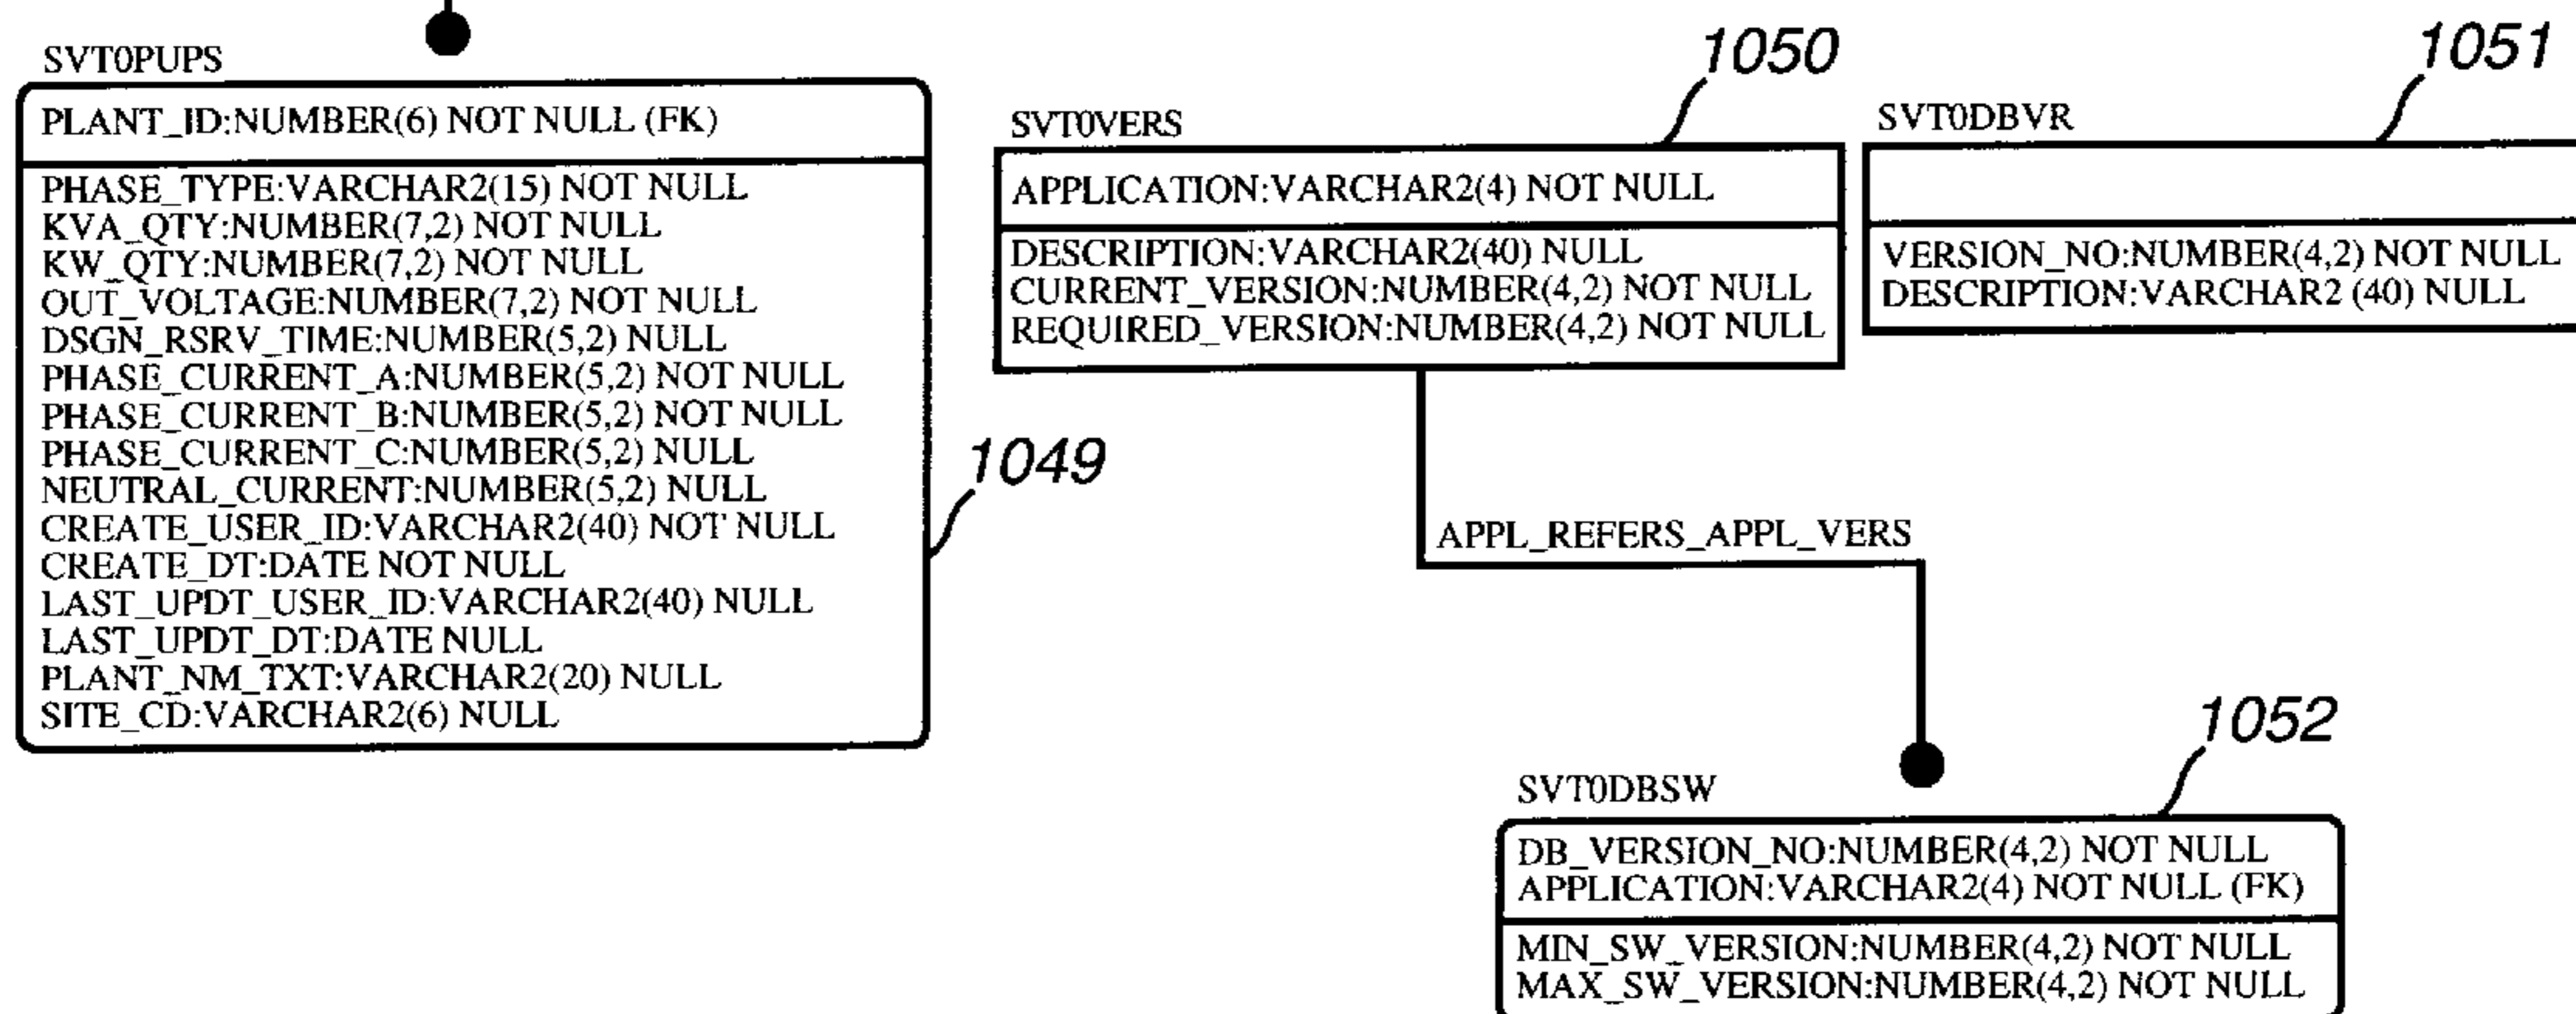 SVT0PUPS
PLANT_ID:NUMBER(6) NOT NULL (FK)
PHASE_TYPE:VARCHAR2(15) NOT NULL
KVA_QTY:NUMBER(7,2) NOT NULL
KW_QTY:NUMBER(7,2) NOT NULL
OUT_VOLTAGE:NUMBER(7,2) NOT NULL
DSGN_RSRV_TIME:NUMBER(5,2) NULL
PHASE_CURRENT_A:NUMBER(5,2) NOT NULL
PHASE_CURRENT_B:NUMBER(5,2) NOT NULL
PHASE_CURRENT_C:NUMBER(5,2) NULL
NEUTRAL_CURRENT:NUMBER(5,2) NULL
CREATE_USER_ID:VARCHAR2(40) NOT NULL
CREATE_DT:DATE NOT NULL
LAST_UPDT_USER_ID:VARCHAR2(40) NULL
LAST_UPDT_DT:DATE NULL
PLANT_NM_TXT:VARCHAR2(20) NULL
SITE_CD:VARCHAR2(6) NULL
1049
1050
SVT0VERS
APPLICATION:VARCHAR2(4) NOT NULL
DESCRIPTION:VARCHAR2(40) NULL
CURRENT_VERSION:NUMBER(4,2) NOT NULL
REQUIRED_VERSION:NUMBER(4,2) NOT NULL
1051
SVT0DBVR
VERSION_NO:NUMBER(4,2) NOT NULL
DESCRIPTION:VARCHAR2 (40) NULL
APPL_REFERS_APPL_VERS
1052
SVT0DBSW
DB_VERSION_NO:NUMBER(4,2) NOT NULL
APPLICATION:VARCHAR2(4) NOT NULL (FK)
MIN_SW_VERSION:NUMBER(4,2) NOT NULL
MAX_SW_VERSION:NUMBER(4,2) NOT NULL